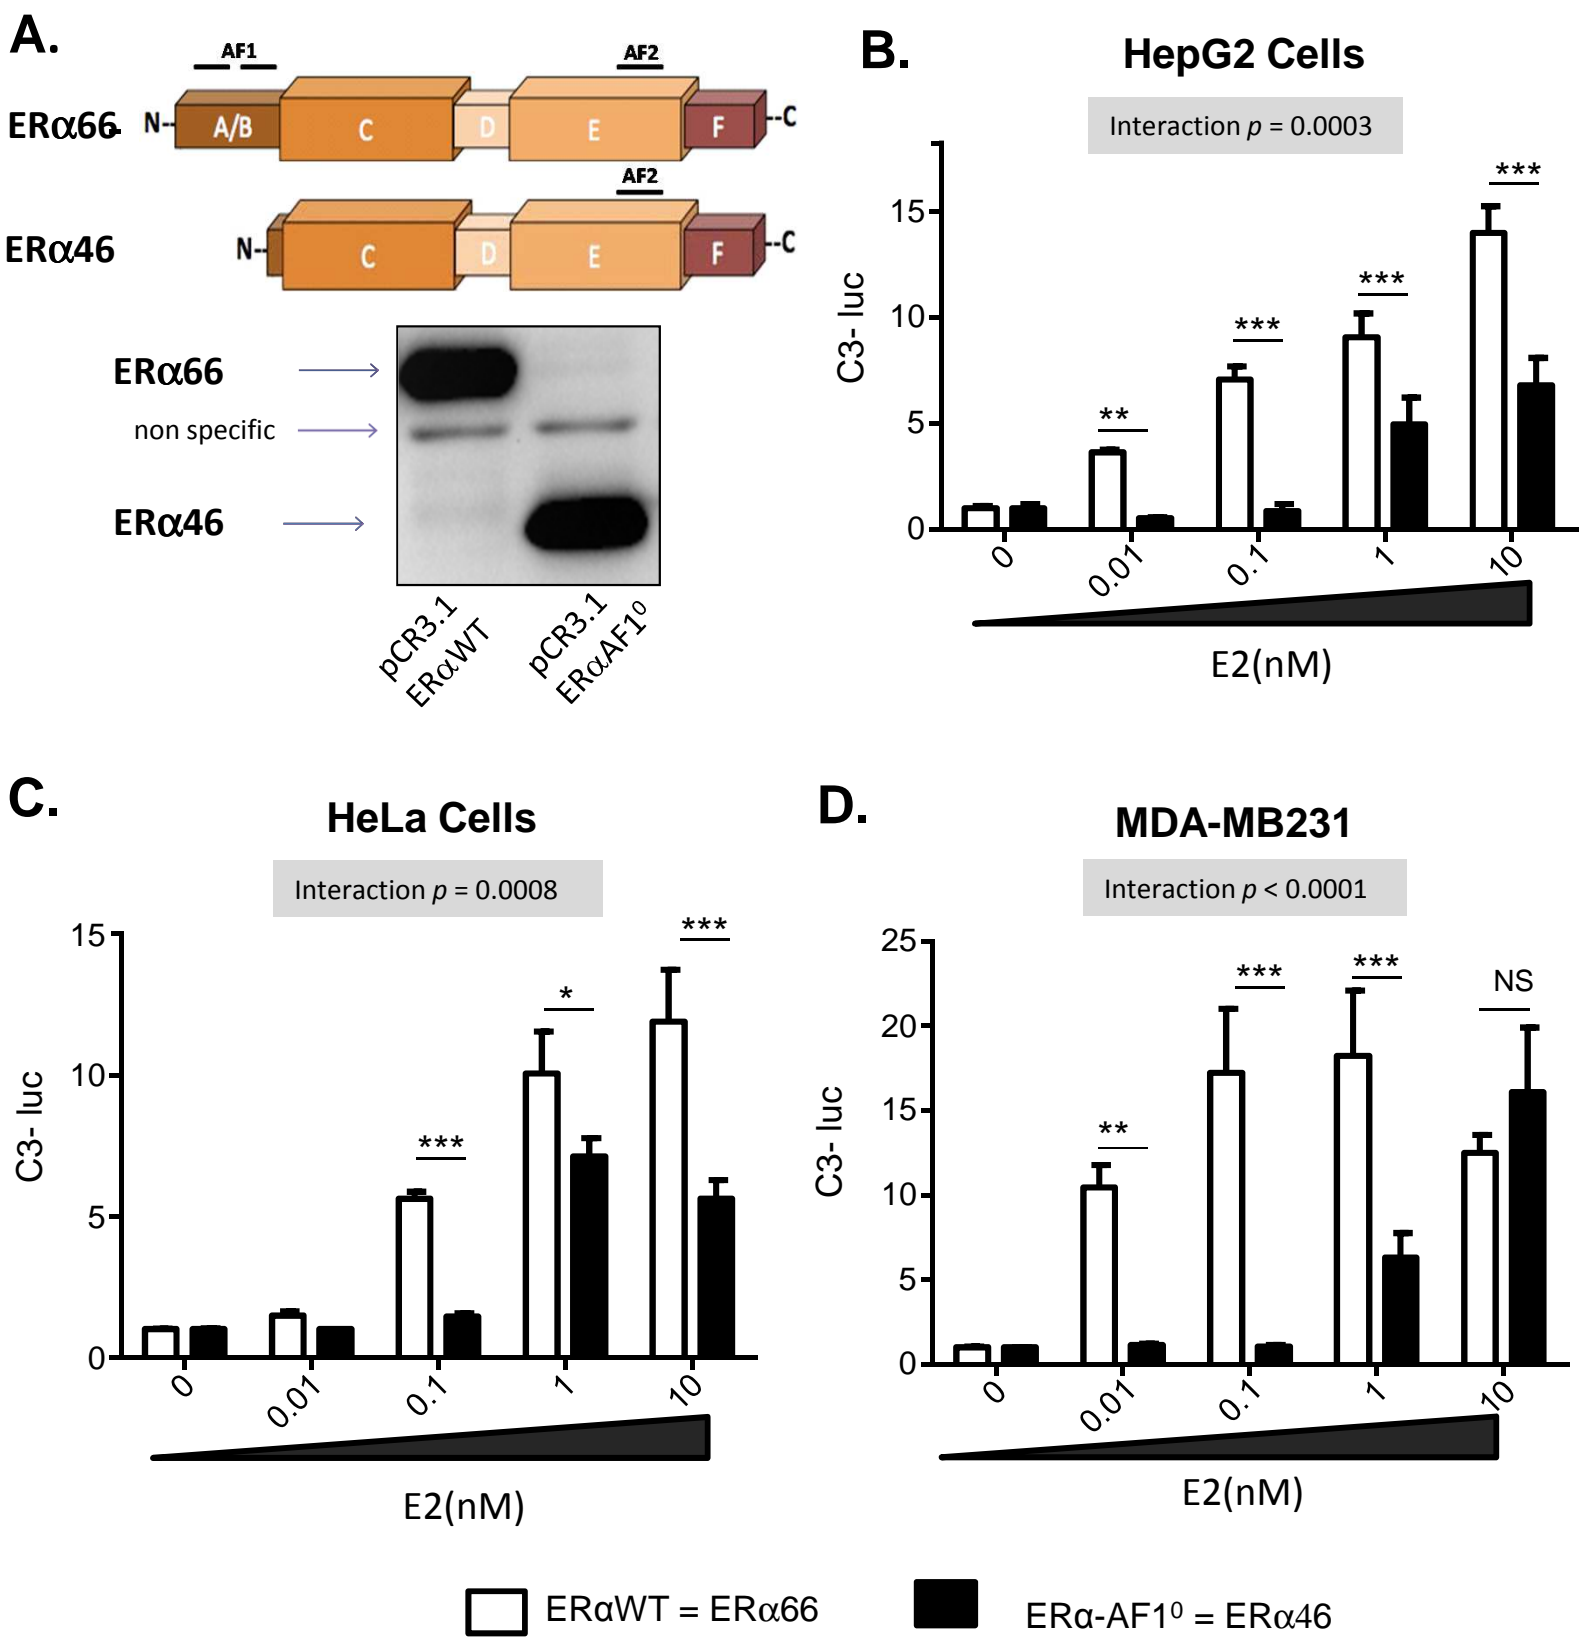 A.
AF1
AF2
ERα66-
N--
A/B
C
D
E
F
--C
AF2
ERα46
N--
C
D
E
F
--C
ERα66
non specific
ERα46
pCR3.1
ERαWT
pCR3.1
ERαAF1⁰
B.
HepG2 Cells
Interaction p = 0.0003
C3- luc
15
10
5
0
**
***
***
***
0
0.01
0.1
1
10
E2(nM)
C.
HeLa Cells
Interaction p = 0.0008
C3- luc
15
10
5
0
***
*
***
0
0.01
0.1
1
10
E2(nM)
D.
MDA-MB231
Interaction p < 0.0001
C3- luc
25
20
15
10
5
0
**
***
***
NS
0
0.01
0.1
1
10
E2(nM)
ERαWT = ERα66
ERα-AF1⁰ = ERα46